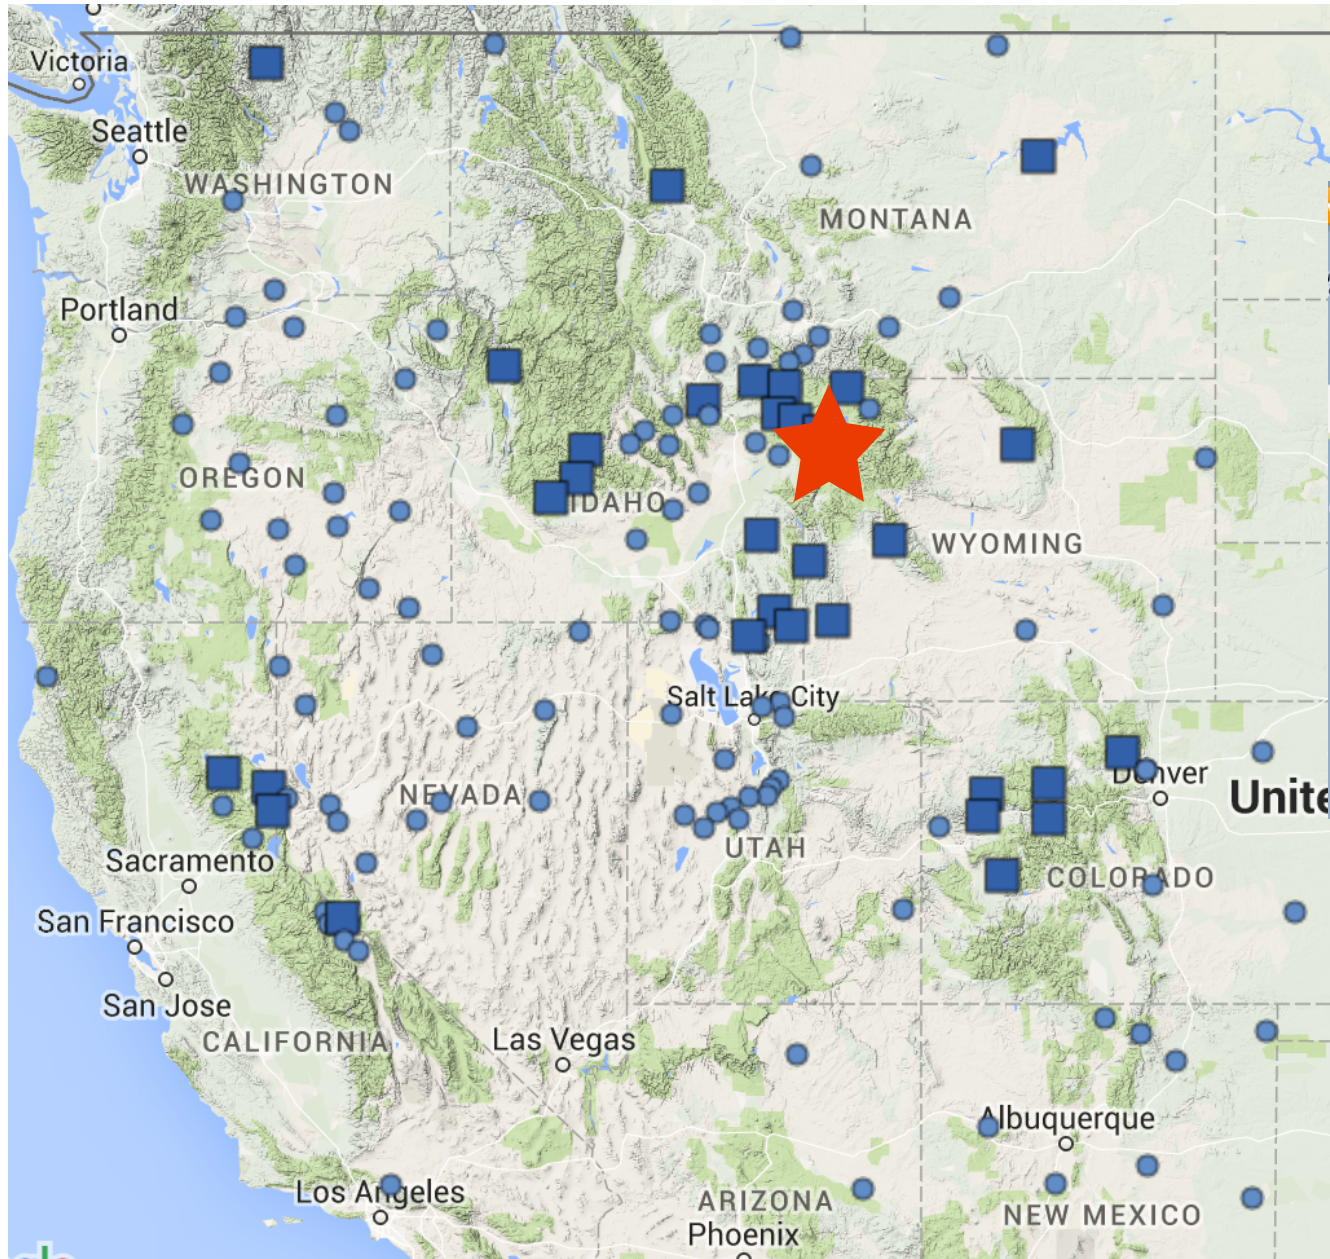 Victoria
Seattle
WASHINGTON
MONTANA
Portland
OREGON
IDAHO
WYOMING
Salt Lake City
NEVADA
Denver
Unite
UTAH
Sacramento
COLORADO
San Francisco
San Jose
CALIFORNIA
Las Vegas
Albuquerque
Los Angeles
ARIZONA
NEW MEXICO
Phoenix